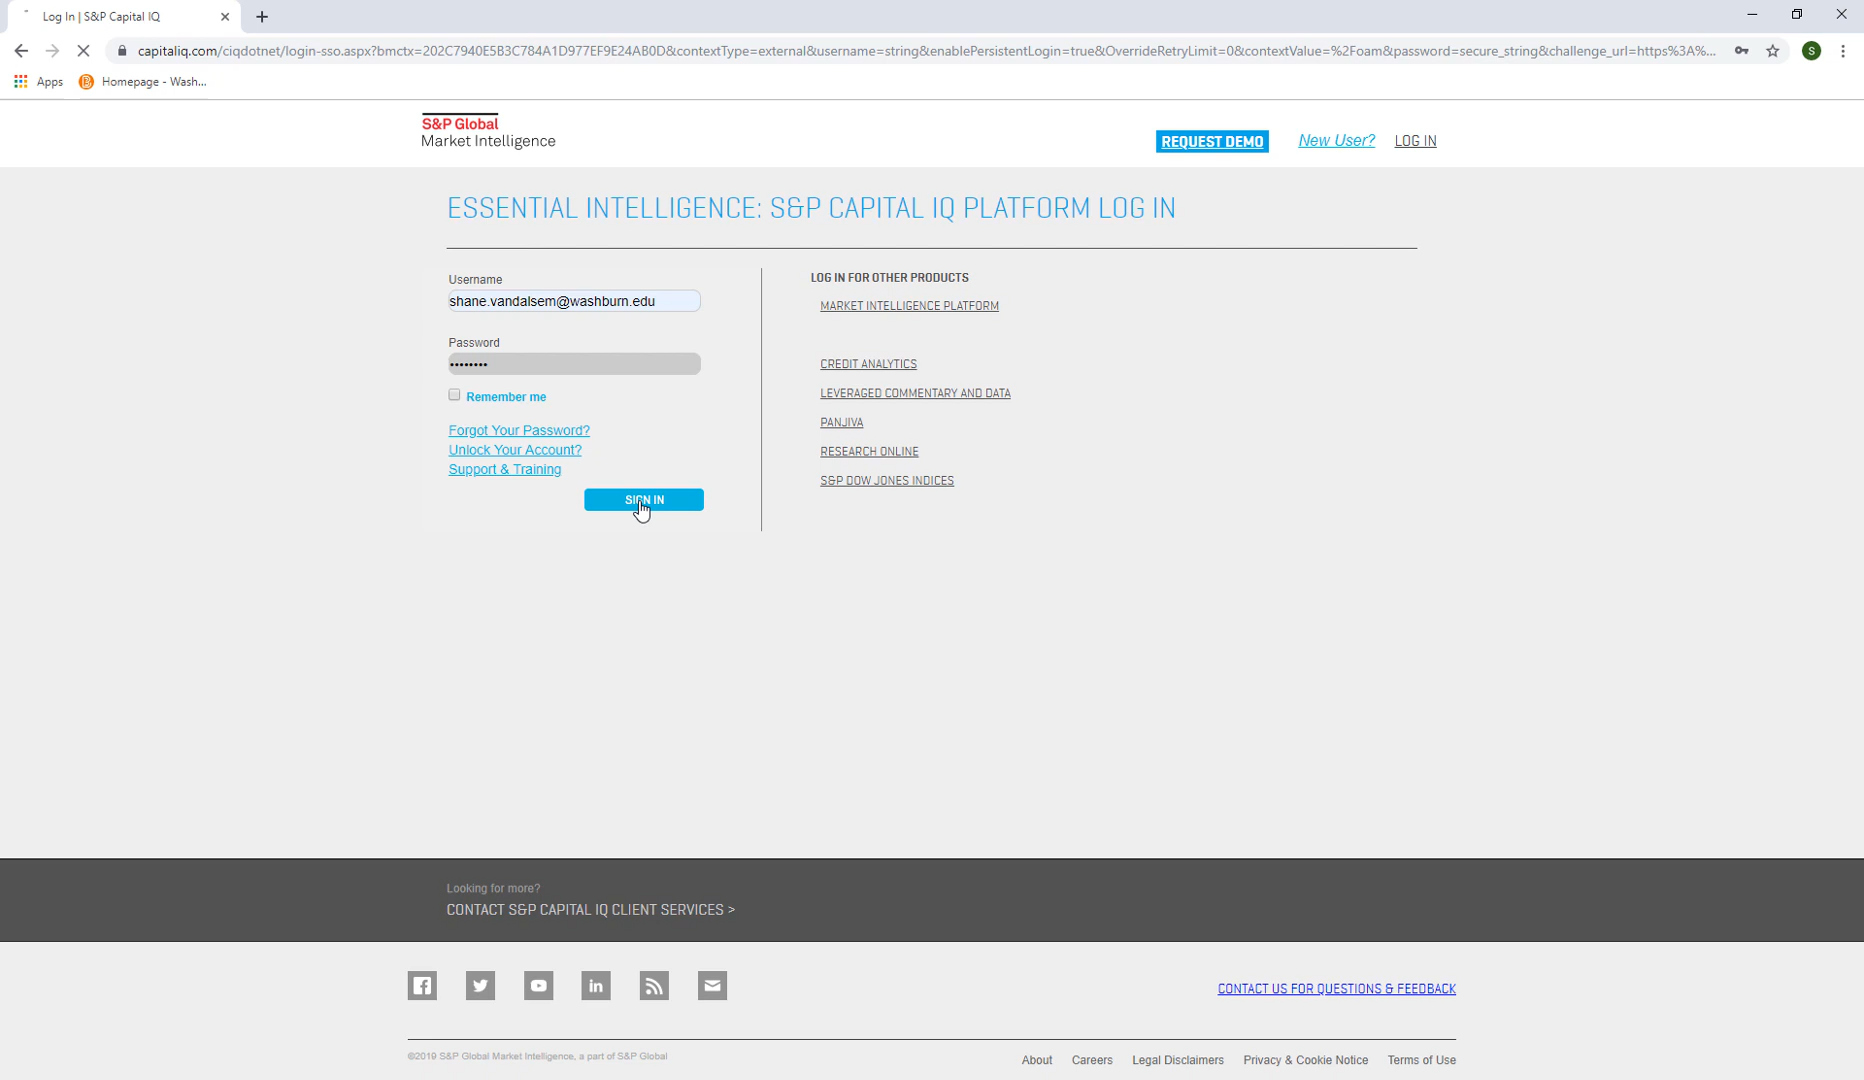 Log In | S&P Capital IQ
capitaliq.com/ciqdotnet/login-sso.aspx?bmctx=202C7940E5B3C784A1D977EF9E24AB0D&contextType=external&username=string&enablePersistentLogin=true&OverrideRetryLimit=0&contextValue=%2Foam&password=secure_string&challenge_url=https%3A%...
S
Apps
Homepage - Wash...
S&P Global
Market Intelligence
REQUEST DEMO
New User?
LOG IN
ESSENTIAL INTELLIGENCE: S&P CAPITAL IQ PLATFORM LOG IN
Username
shane.vandalsem@washburn.edu
Password
••••••••
Remember me
Forgot Your Password?
Unlock Your Account?
Support & Training
SIGN IN
LOG IN FOR OTHER PRODUCTS
MARKET INTELLIGENCE PLATFORM
CREDIT ANALYTICS
LEVERAGED COMMENTARY AND DATA
PANJIVA
RESEARCH ONLINE
S&P DOW JONES INDICES
Looking for more?
CONTACT S&P CAPITAL IQ CLIENT SERVICES >
CONTACT US FOR QUESTIONS & FEEDBACK
©2019 S&P Global Market Intelligence, a part of S&P Global
About
Careers
Legal Disclaimers
Privacy & Cookie Notice
Terms of Use